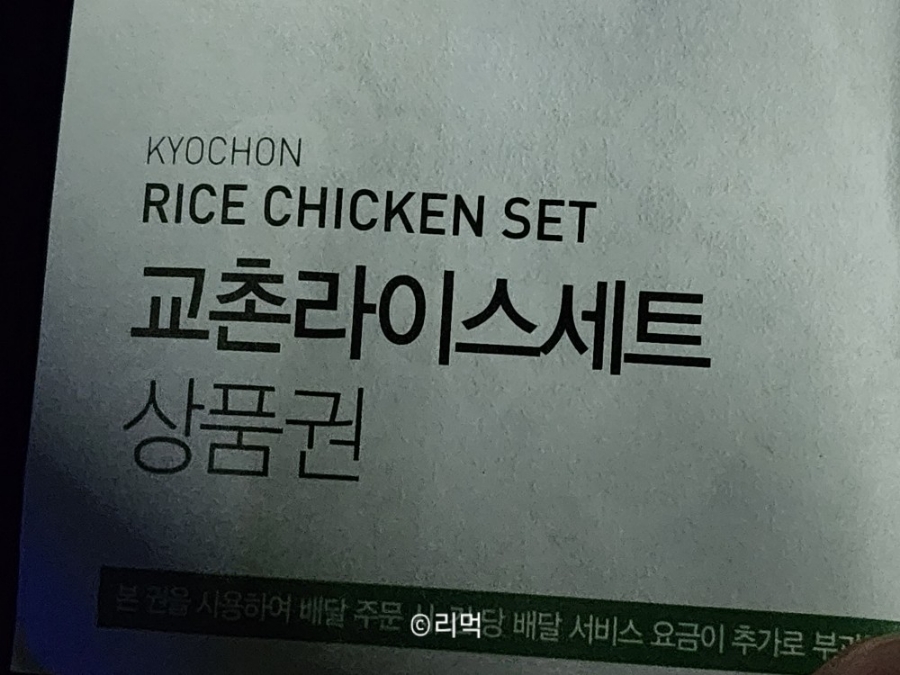 KYOCHON
RICE CHICKEN SET
교촌라이스세트
상품권
본 권을 사용하여 배달 주문 시 당 배달 서비스 요금이 추가로
©리먹